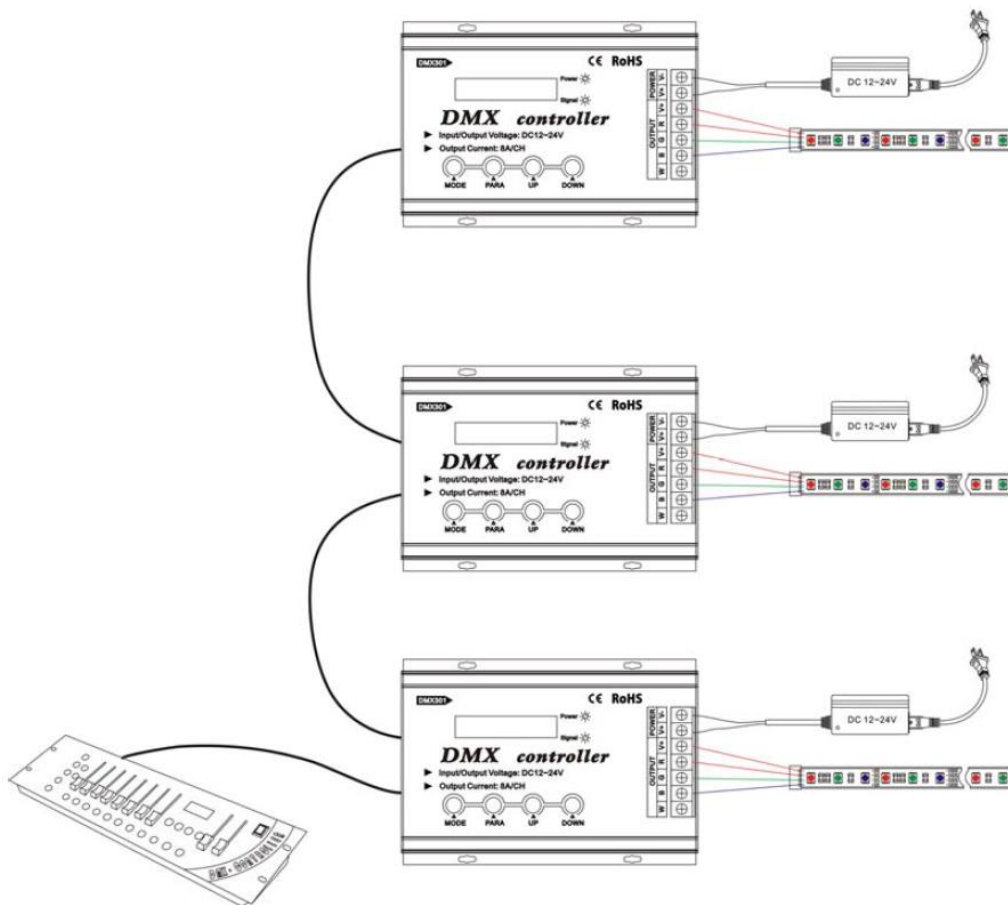 DMX301
CE RoHS
Power
Signal
DMX controller
Input/Output Voltage: DC12~24V
Output Current: 8A/CH
MODE PARA UP DOWN
POWER
OUTPUT
V-
V+
V+
R
G
B
W
DC 12~24V
DMX301
CE RoHS
Power
Signal
DMX controller
Input/Output Voltage: DC12~24V
Output Current: 8A/CH
MODE PARA UP DOWN
POWER
OUTPUT
V-
V+
V+
R
G
B
W
DC 12~24V
DMX301
CE RoHS
Power
Signal
DMX controller
Input/Output Voltage: DC12~24V
Output Current: 8A/CH
MODE PARA UP DOWN
POWER
OUTPUT
V-
V+
V+
R
G
B
W
DC 12~24V